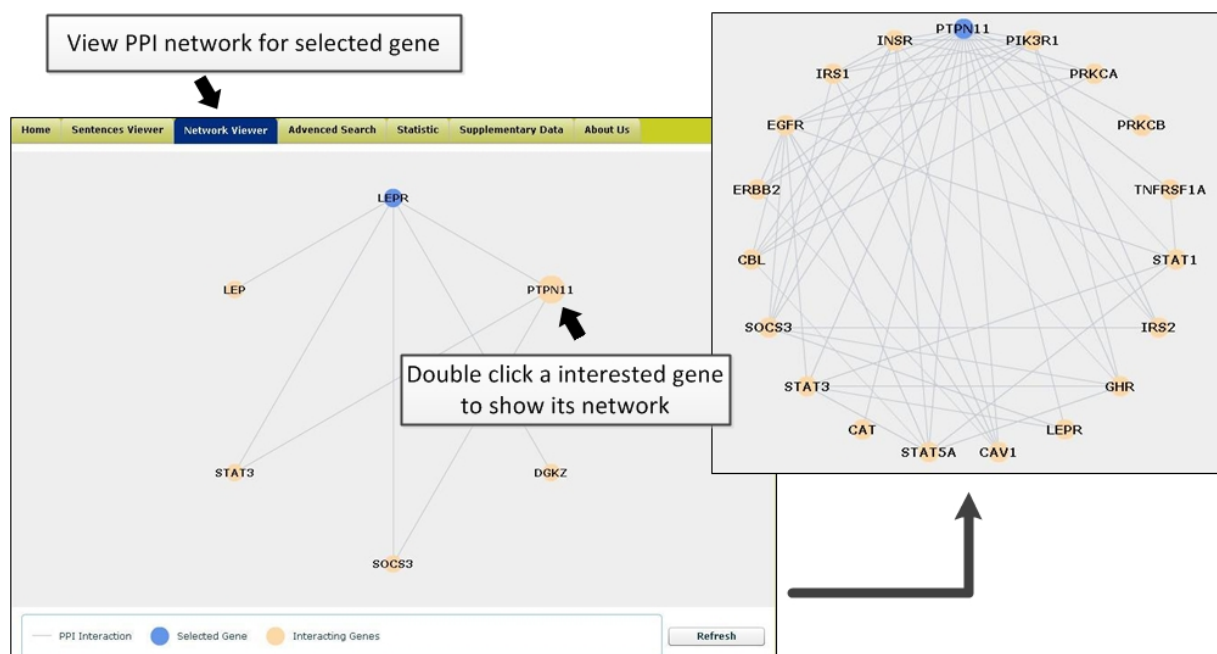 View PPI network for selected gene
Home
Sentences Viewer
Network Viewer
Advenced Search
Statistic
Supplementary Data
About Us
LEPR
LEP
PTPN11
Double click a interested gene
to show its network
STAT3
DGKZ
SOCS3
PPI Interaction
Selected Gene
Interacting Genes
Refresh
PTPN11
INSR
PIK3R1
IRS1
PRKCA
EGFR
PRKCB
ERBB2
TNFRSF1A
CBL
STAT1
SOCS3
IRS2
STAT3
GHR
CAT
LEPR
STAT5A
CAV1